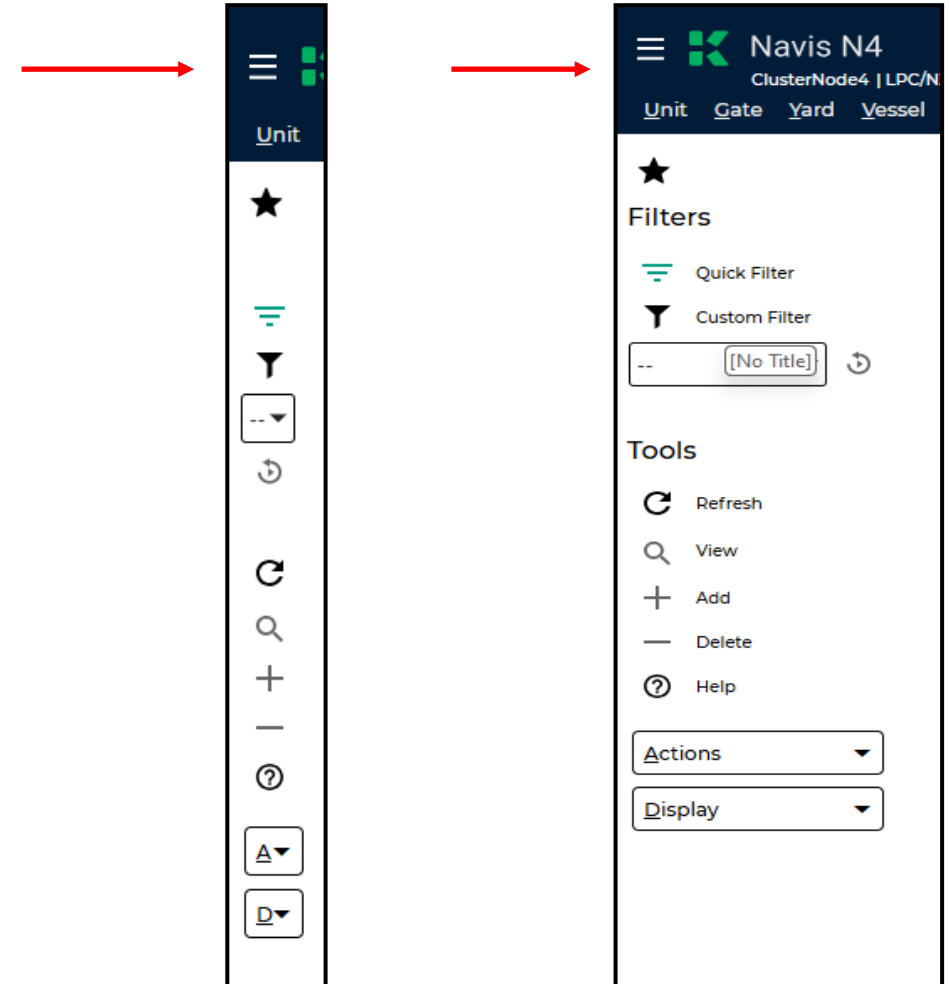 Unit
--
A
D
Navis N4
ClusterNode4 | LPC/N
Unit Gate Yard Vessel
Filters
Quick Filter
Custom Filter
-- [No Title]
Tools
Refresh
View
Add
Delete
Help
Actions
Display